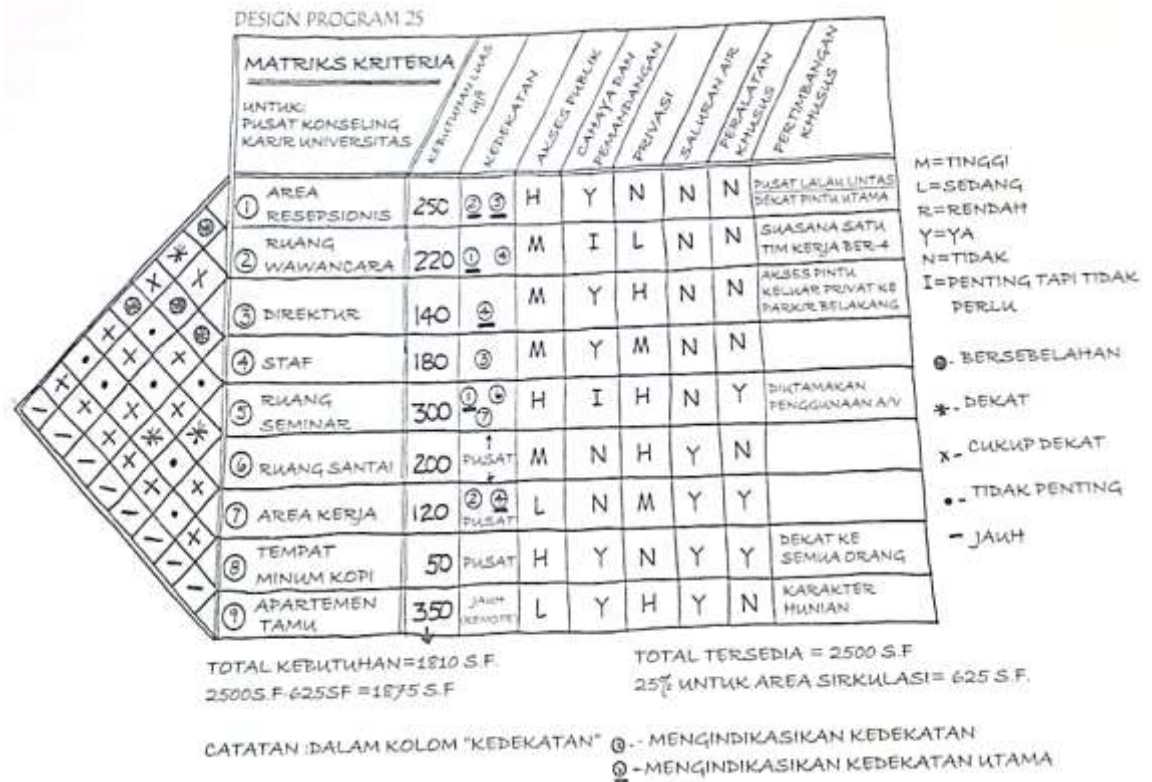 DESIGN PROGRAM 25
MATRIKS KRITERIA
UNTUK:
PUSAT KONSELING
KARIR UNIVERSITAS
KEBUTUHAN LUAS
KEDEKATAN
AKSES PUBLIK
CAHAYA DAN
PEMANDANGAN
PRIVASI
SALURAN AIR
PERALATAN
KHUSUS
PERTIMBANGAN
KHUSUS
① AREA
RESEPSIONIS 250 ② ③ H Y N N N PUSAT LALAU LINTAS
DEKAT PINTU UTAMA
② RUANG
WAWANCARA 220 ① ④ M I L N N SUASANA SATU
TIM KERJA BER-4
③ DIREKTUR 140 ④ M Y H N N AKSES PINTU
KELUAR PRIVAT KE
PARKIR BELAKANG
④ STAF 180 ③ M Y M N N
⑤ RUANG
SEMINAR 300 ① ⑥ ⑦ H I H N Y DIUTAMAKAN
PENGGUNAAN A/V
⑥ RUANG SANTAI 200 PUSAT M N H Y N
⑦ AREA KERJA 120 ② ④ PUSAT L N M Y Y
⑧ TEMPAT
MINUM KOPI 50 PUSAT H Y N Y Y DEKAT KE
SEMUA ORANG
⑨ APARTEMEN
TAMU 350 JAUH (REMOTE) L Y H Y N KARAKTER
HUNIAN
M=TINGGI
L=SEDANG
R=RENDAH
Y=YA
N=TIDAK
I=PENTING TAPI TIDAK
PERLU
- BERSEBELAHAN
*- DEKAT
x- CUKUP DEKAT
•- TIDAK PENTING
- JAUH
TOTAL KEBUTUHAN=1810 S.F.
2500S.F-625SF =1875 S.F
TOTAL TERSEDIA = 2500 S.F
25% UNTUK AREA SIRKULASI= 625 S.F.
CATATAN :DALAM KOLOM "KEDEKATAN" - MENGINDIKASIKAN KEDEKATAN
-MENGINDIKASIKAN KEDEKATAN UTAMA